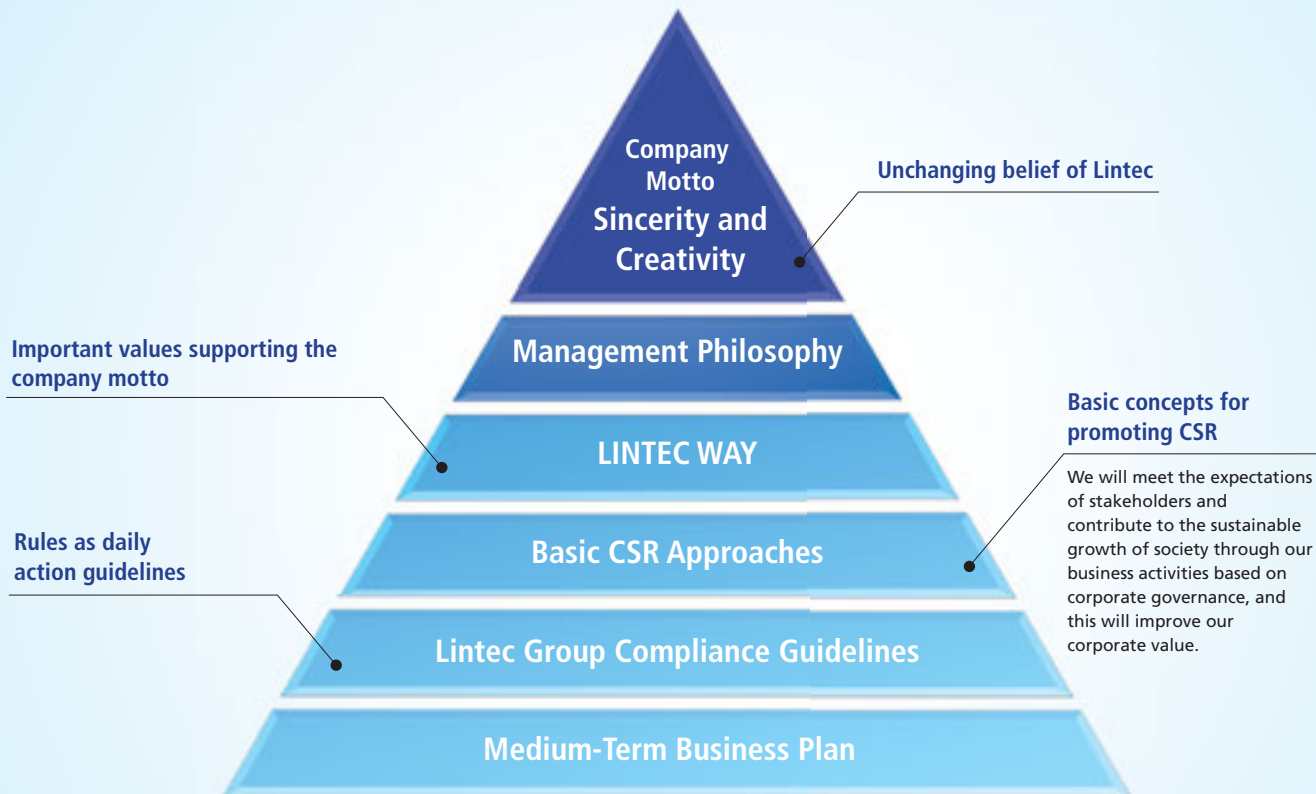 Company
Motto
Sincerity and
Creativity
Unchanging belief of Lintec
Management Philosophy
Important values supporting the
company motto
LINTEC WAY
Basic concepts for
promoting CSR
We will meet the expectations
of stakeholders and
contribute to the sustainable
growth of society through our
business activities based on
corporate governance, and
this will improve our
corporate value.
Basic CSR Approaches
Rules as daily
action guidelines
Lintec Group Compliance Guidelines
Medium-Term Business Plan